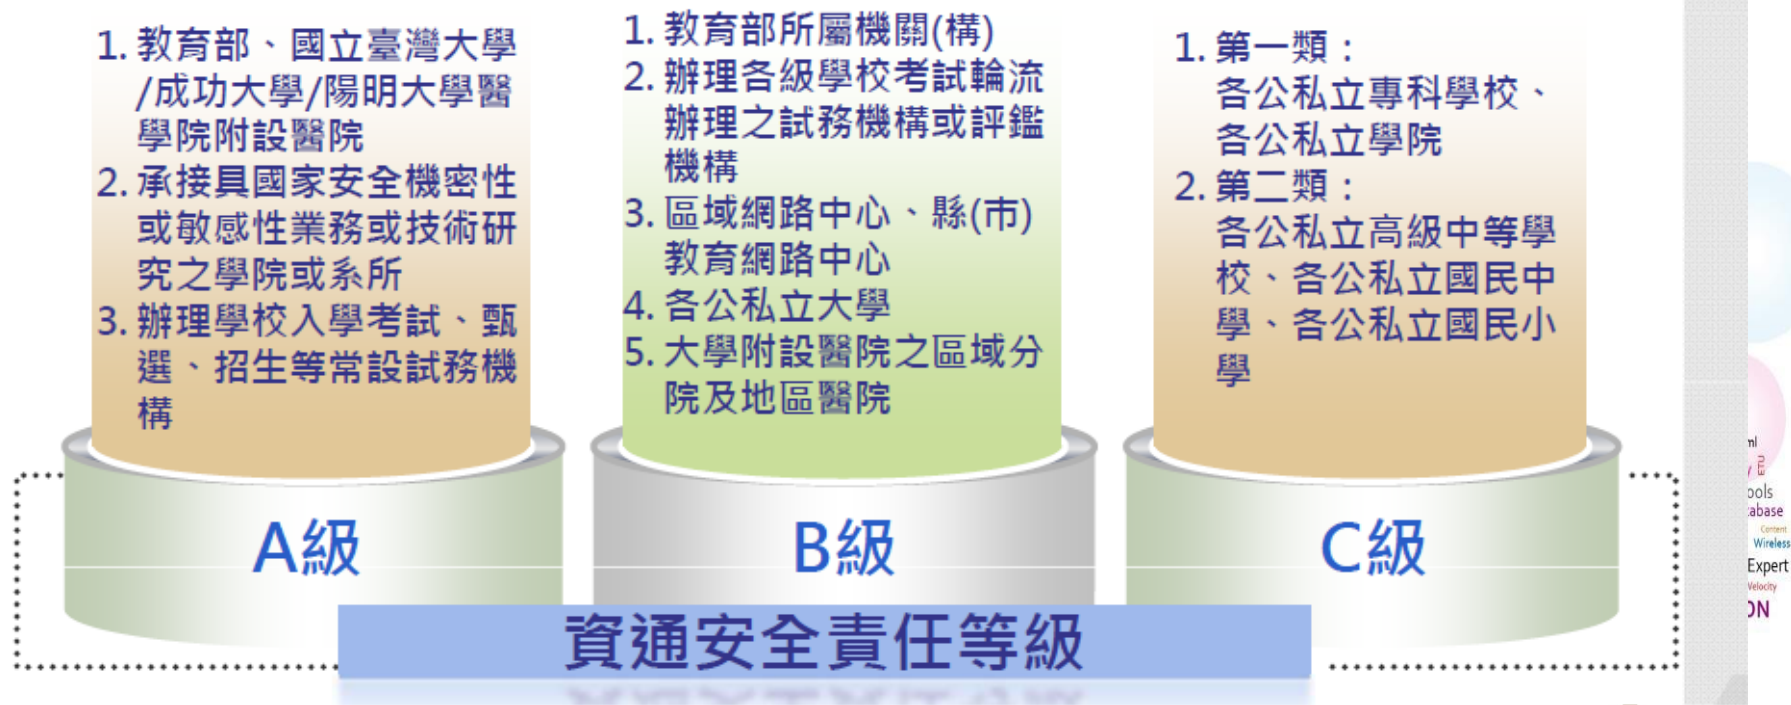 1. 教育部、國立臺灣大學
/成功大學/陽明大學醫
學院附設醫院
2. 承接具國家安全機密性
或敏感性業務或技術研
究之學院或系所
3. 辦理學校入學考試、甄
選、招生等常設試務機
構
A級
1. 教育部所屬機關(構)
2. 辦理各級學校考試輪流
辦理之試務機構或評鑑
機構
3. 區域網路中心、縣(市)
教育網路中心
4. 各公私立大學
5. 大學附設醫院之區域分
院及地區醫院
B級
1. 第一類：
各公私立專科學校、
各公私立學院
2. 第二類：
各公私立高級中等學
校、各公私立國民中
學、各公私立國民小
學
C級
資通安全責任等級
ml
ETU
ools
abase
Content
Wireless
Expert
Velocity
ON